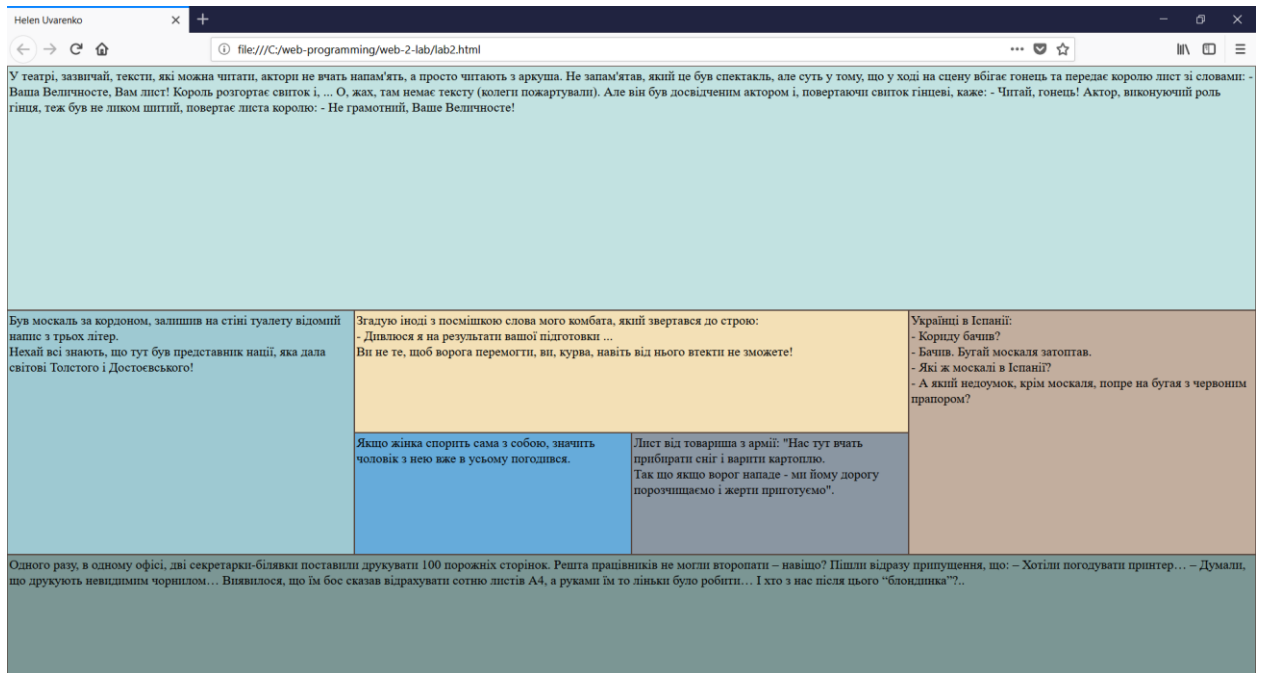 Helen Uvarenko
file:///C:/web-programming/web-2-lab/lab2.html
У театрі, зазвичай, тексти, які можна читати, актори не вчать напам'ять, а просто читають з аркуша. Не запам'ятав, який це був спектакль, але суть у тому, що у ході на сцену вбігає гонець та передає королю лист зі словами: -
Ваша Величносте, Вам лист! Король розгортає свиток і, ... О, жах, там немає тексту (колеги пожартували). Але він був досвідченим актором і, повертаючи свиток гінцеві, каже: - Читай, гонець! Актор, виконуючий роль
гінця, теж був не ликом шитий, повертає листа королю: - Не грамотний, Ваше Величносте!
Був москаль за кордоном, залишив на стіні туалету відомий
напис з трьох літер.
Нехай всі знають, що тут був представник нації, яка дала
світові Толстого і Достоєвського!
Згадую іноді з посмішкою слова мого комбата, який звертався до строю:
- Дивлюся я на результати вашої підготовки ...
Ви не те, щоб ворога перемогти, ви, курва, навіть від нього втекти не зможете!
Якщо жінка спорить сама з собою, значить
чоловік з нею вже в усьому погодився.
Лист від товариша з армії: "Нас тут вчать
прибирати сніг і варити картоплю.
Так що якщо ворог нападе - ми йому дорогу
порозчищаємо і жерти приготуємо".
Українці в Іспанії:
- Кориду бачив?
- Бачив. Бугай москаля затоптав.
- Які ж москалі в Іспанії?
- А який недоумок, крім москаля, попре на бугая з червоним
прапором?
Одного разу, в одному офісі, дві секретарки-білявки поставили друкувати 100 порожніх сторінок. Решта працівників не могли второпати – навіщо? Пішли відразу припущення, що: – Хотіли погодувати принтер… – Думали,
що друкують невидимим чорнилом… Виявилося, що їм бос сказав відрахувати сотню листів А4, а руками їм то ліньки було робити… І хто з нас після цього “блондинка”?..